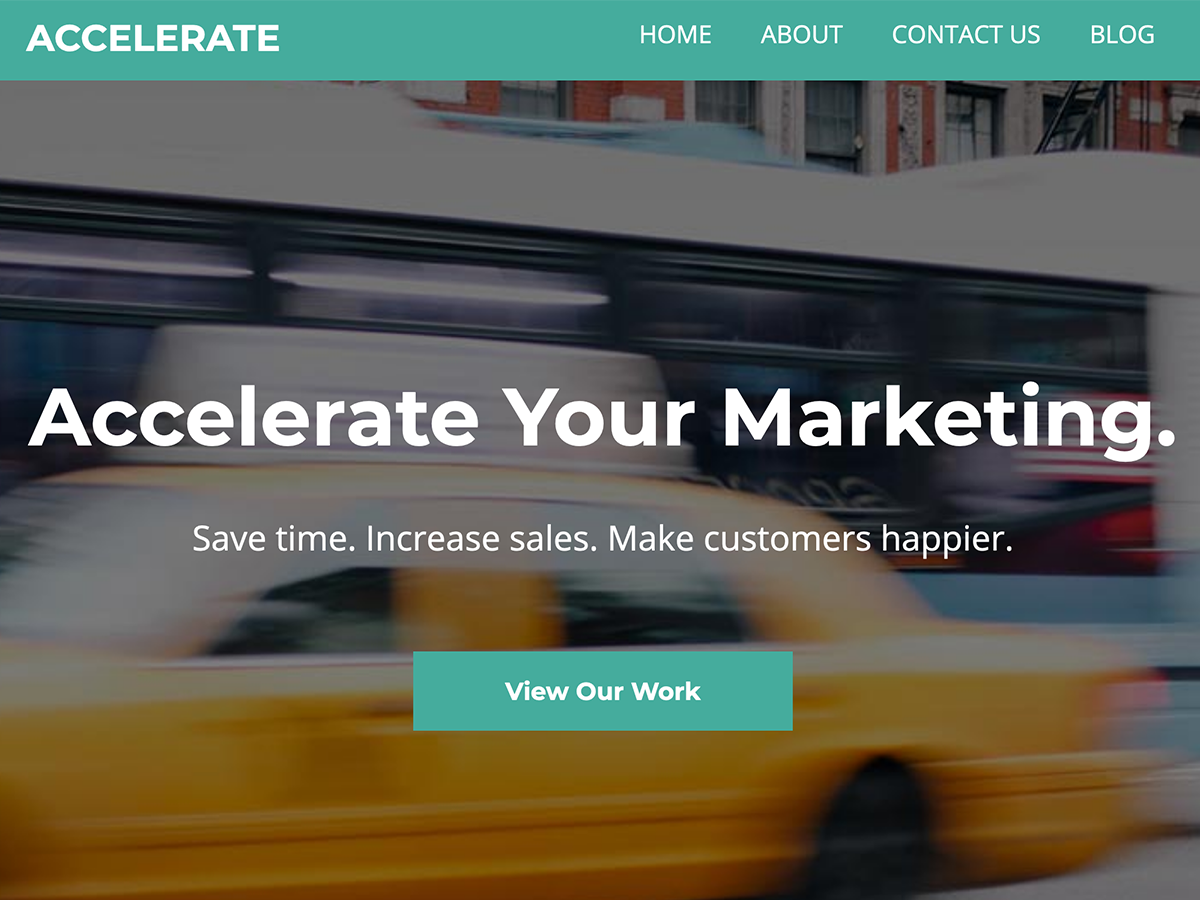 ACCELERATE
HOME ABOUT CONTACT US BLOG
Accelerate Your Marketing.
Save time. Increase sales. Make customers happier.
View Our Work